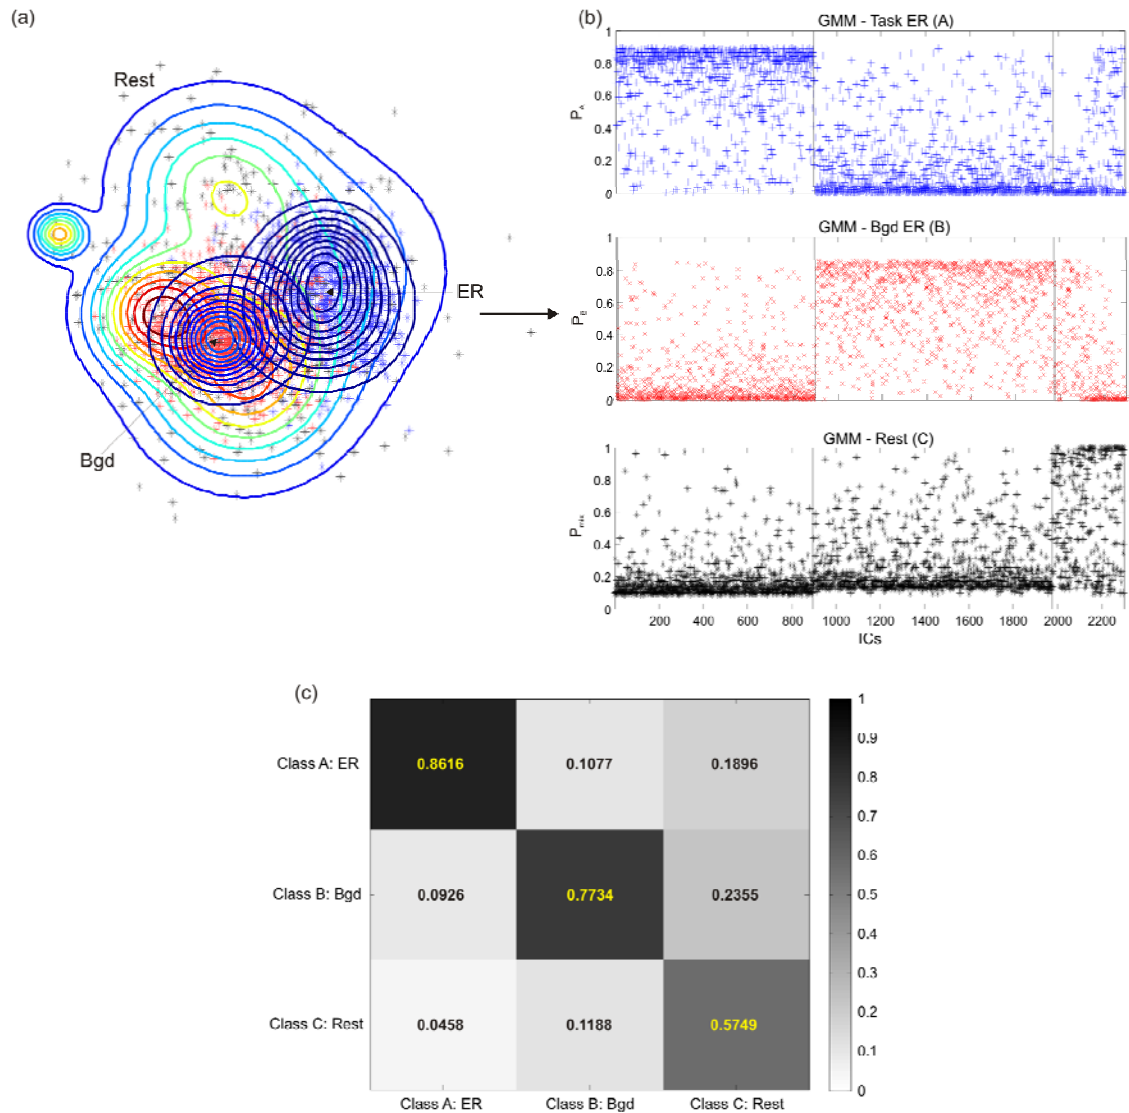 (a)
Rest
ER
Bgd
(b)
GMM - Task ER (A)
1
0.8
0.6
0.4
0.2
0
P_A
GMM - Bgd ER (B)
1
0.8
0.6
0.4
0.2
0
P_B
GMM - Rest (C)
1
0.8
0.6
0.4
0.2
0
200 400 600 800 1000 1200 1400 1600 1800 2000 2200
ICs
(c)
Class A: ER 0.8616 0.1077 0.1896
Class B: Bgd 0.0926 0.7734 0.2355
Class C: Rest 0.0458 0.1188 0.5749
Class A: ER Class B: Bgd Class C: Rest
1
0.9
0.8
0.7
0.6
0.5
0.4
0.3
0.2
0.1
0